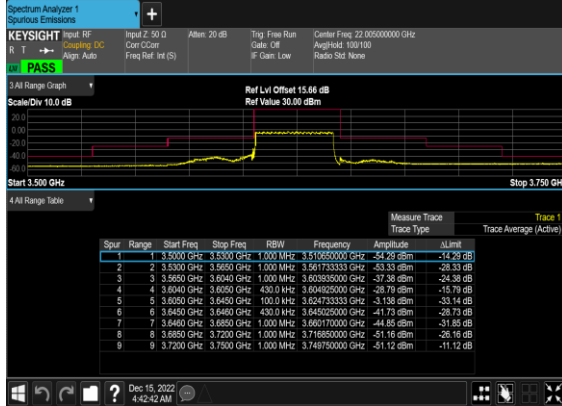 Spectrum Analyzer 1
Spurious Emissions
KEYSIGHT Input: RF Input Z: 50 Ω Atten: 20 dB Trig: Free Run Center Freq: 22.005000000 GHz
R T Coupling: DC Corr CCorr Gate: Off Avg|Hold: 100/100
Align: Auto Freq Ref: Int (S) IF Gain: Low Radio Std: None
PASS
3 All Range Graph
Ref Lvl Offset 15.66 dB
Scale/Div 10.0 dB Ref Value 30.00 dBm
20.0
0.00
-20.0
-40.0
-60.0
Start 3.500 GHz Stop 3.750 GH
4 All Range Table
Measure Trace Trace 1
Trace Type Trace Average (Active)
Spur Range Start Freq Stop Freq RBW Frequency Amplitude ΔLimit
1 1 3.5000 GHz 3.5300 GHz 1.000 MHz 3.510650000 GHz -54.29 dBm -14.29 dB
2 2 3.5300 GHz 3.5650 GHz 1.000 MHz 3.561733333 GHz -53.33 dBm -28.33 dB
3 3 3.5650 GHz 3.6040 GHz 1.000 MHz 3.603935000 GHz -37.38 dBm -24.38 dB
4 4 3.6040 GHz 3.6050 GHz 430.0 kHz 3.604925000 GHz -28.79 dBm -15.79 dB
5 5 3.6050 GHz 3.6450 GHz 100.0 kHz 3.624733333 GHz -3.138 dBm -33.14 dB
6 6 3.6450 GHz 3.6460 GHz 430.0 kHz 3.645025000 GHz -41.73 dBm -28.73 dB
7 7 3.6460 GHz 3.6850 GHz 1.000 MHz 3.660170000 GHz -44.85 dBm -31.85 dB
8 8 3.6850 GHz 3.7200 GHz 1.000 MHz 3.716850000 GHz -51.16 dBm -26.16 dB
9 9 3.7200 GHz 3.7500 GHz 1.000 MHz 3.749750000 GHz -51.12 dBm -11.12 dB
Dec 15, 2022
4:42:42 AM